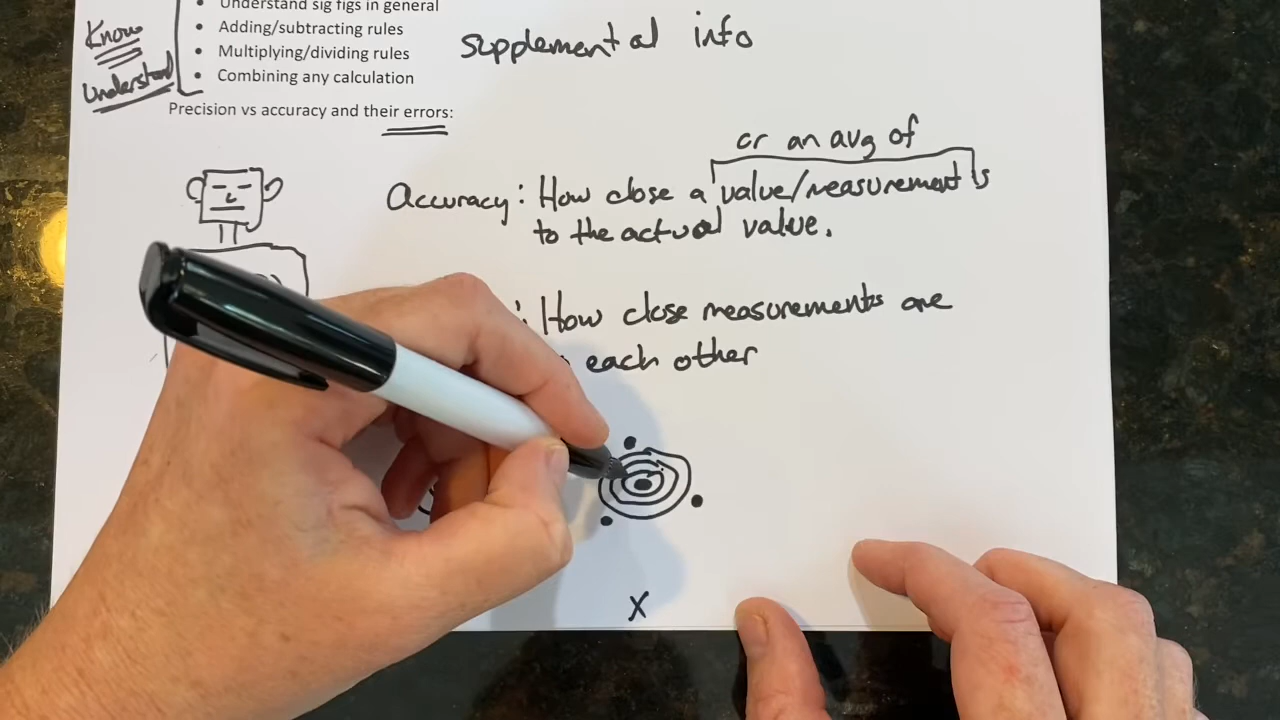 Understand sig figs in general
• Adding/subtracting rules
• Multiplying/dividing rules
• Combining any calculation
Know
Understand
supplemental info
Precision vs accuracy and their errors:
or an avg of
Accuracy: How close a value/measurement is
to the actual value.
: How close measurements are
each other
X